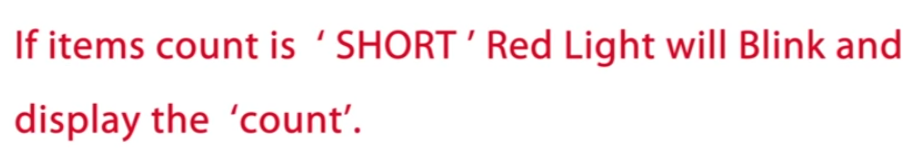 If items count is ‘ SHORT ’ Red Light will Blink and
display the ‘count’.